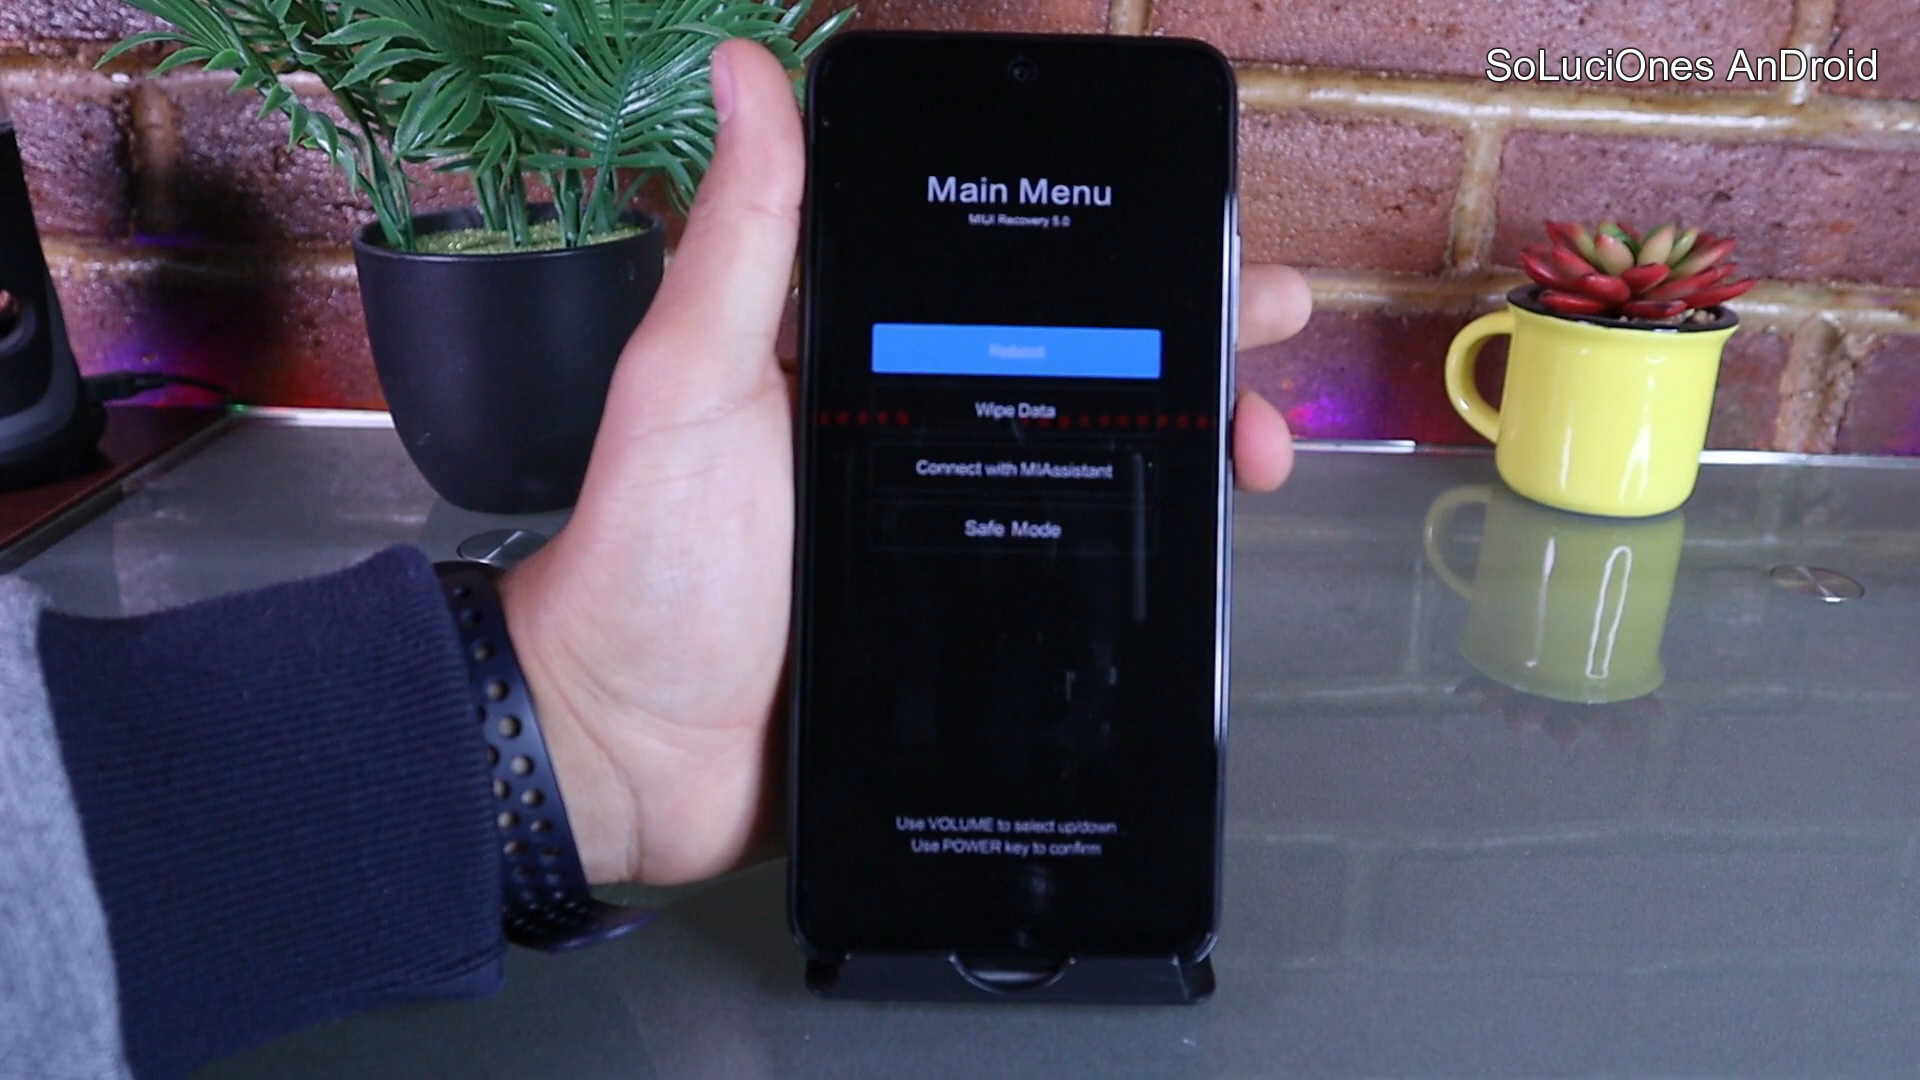 SoLuciOnes AnDroid
Main Menu
MIUI Recovery 5.0
Reboot
Wipe Data
Connect with MIAssistant
Safe Mode
Use VOLUME to select up/down
Use POWER key to confirm